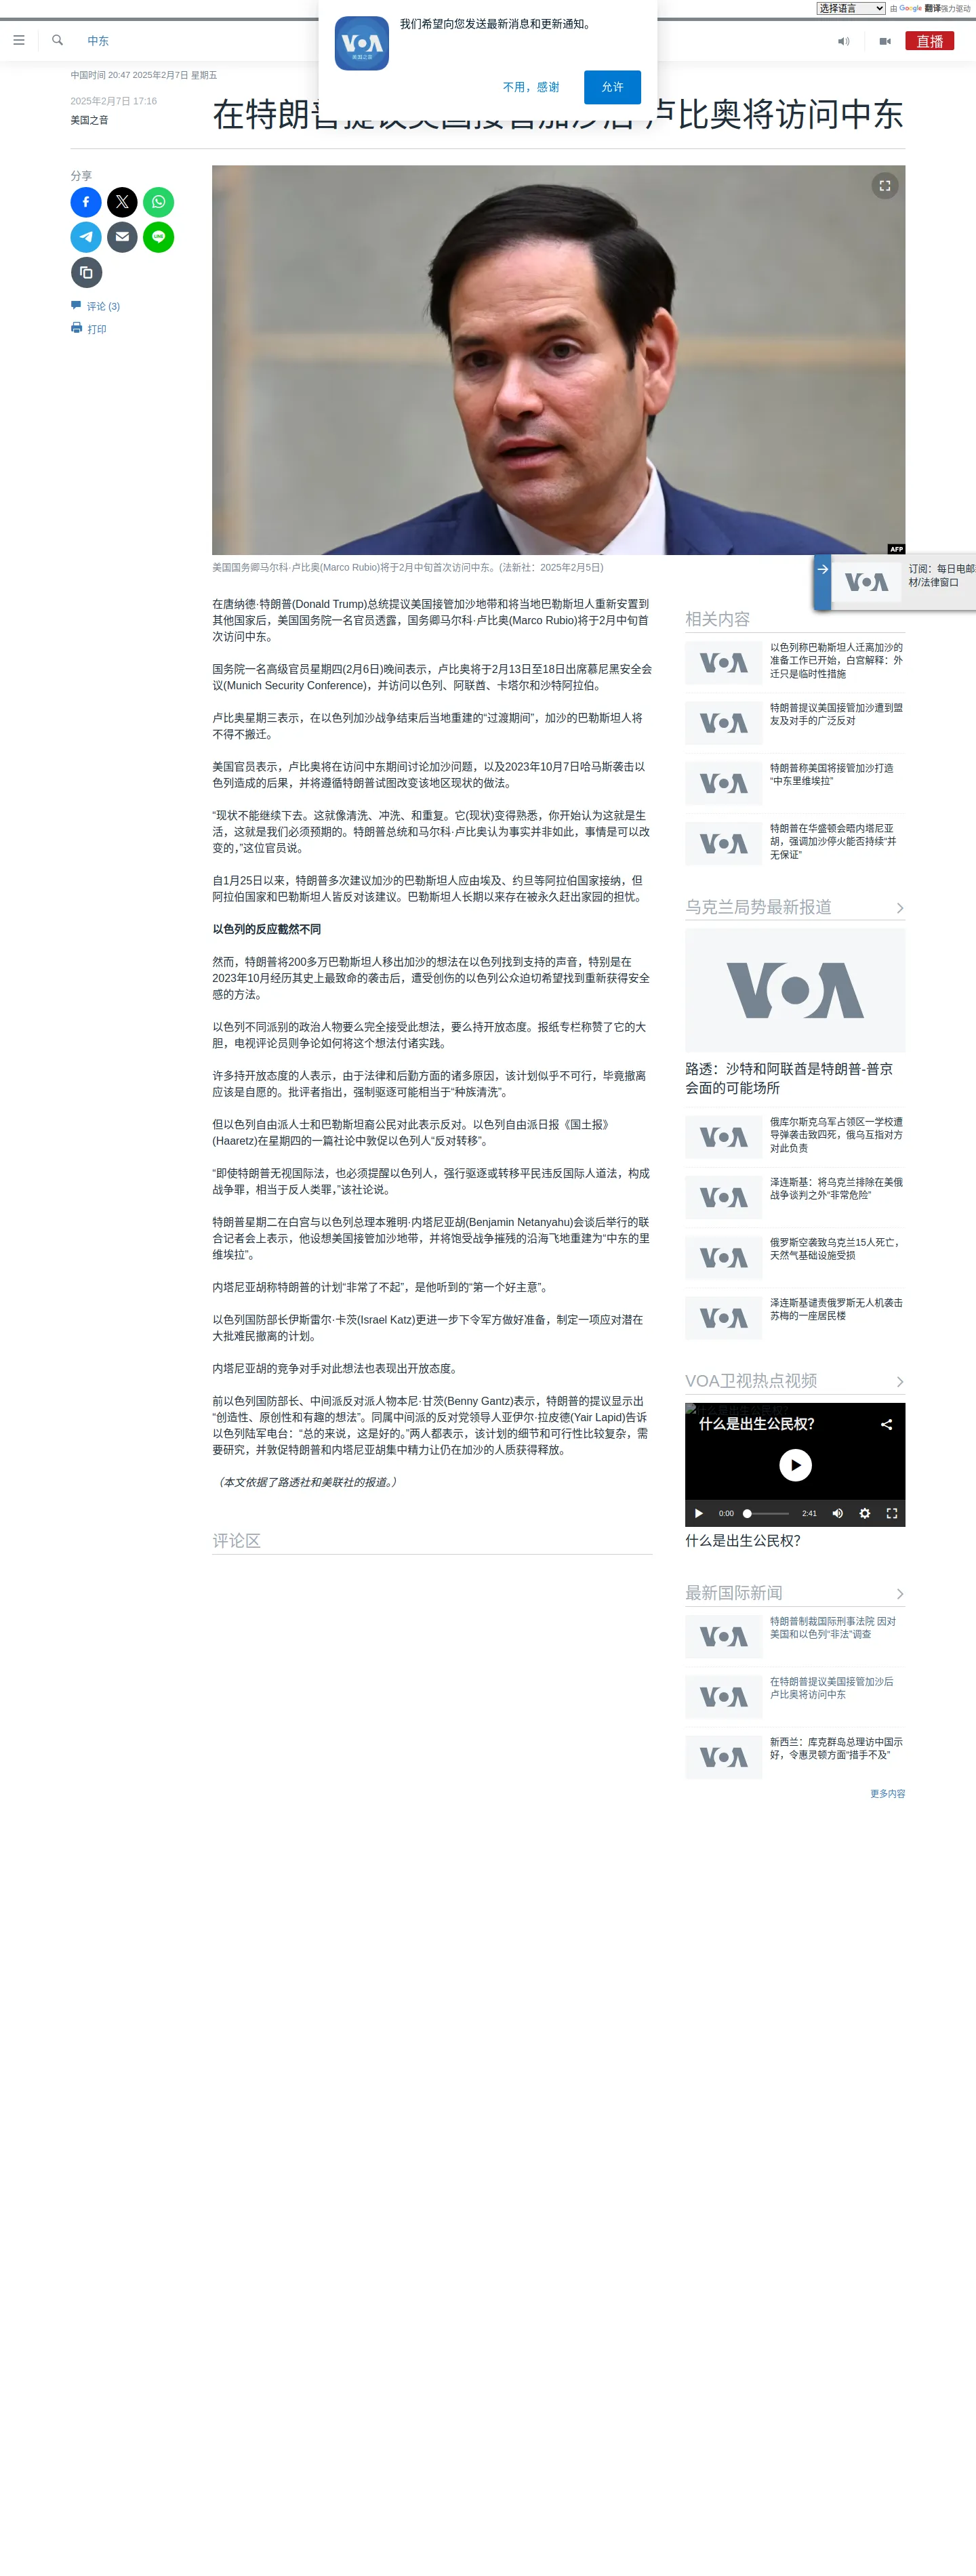 选择语言
由 Google 翻译强力驱动
VOA
美国之音
我们希望向您发送最新消息和更新通知。
不用，感谢
允许
中东
直播
中国时间 20:47 2025年2月7日 星期五
2025年2月7日 17:16
美国之音
在特朗普提议美国接管加沙后 卢比奥将访问中东
分享
LINE
评论 (3)
打印
AFP
美国国务卿马尔科·卢比奥(Marco Rubio)将于2月中旬首次访问中东。(法新社：2025年2月5日)
VOA
订阅：每日电邮
材/法律窗口
在唐纳德·特朗普(Donald Trump)总统提议美国接管加沙地带和将当地巴勒斯坦人重新安置到
其他国家后，美国国务院一名官员透露，国务卿马尔科·卢比奥(Marco Rubio)将于2月中旬首
次访问中东。
国务院一名高级官员星期四(2月6日)晚间表示，卢比奥将于2月13日至18日出席慕尼黑安全会
议(Munich Security Conference)，并访问以色列、阿联酋、卡塔尔和沙特阿拉伯。
卢比奥星期三表示，在以色列加沙战争结束后当地重建的“过渡期间”，加沙的巴勒斯坦人将
不得不搬迁。
美国官员表示，卢比奥将在访问中东期间讨论加沙问题，以及2023年10月7日哈马斯袭击以
色列造成的后果，并将遵循特朗普试图改变该地区现状的做法。
“现状不能继续下去。这就像清洗、冲洗、和重复。它(现状)变得熟悉，你开始认为这就是生
活，这就是我们必须预期的。特朗普总统和马尔科·卢比奥认为事实并非如此，事情是可以改
变的，”这位官员说。
自1月25日以来，特朗普多次建议加沙的巴勒斯坦人应由埃及、约旦等阿拉伯国家接纳，但
阿拉伯国家和巴勒斯坦人皆反对该建议。巴勒斯坦人长期以来存在被永久赶出家园的担忧。
以色列的反应截然不同
然而，特朗普将200多万巴勒斯坦人移出加沙的想法在以色列找到支持的声音，特别是在
2023年10月经历其史上最致命的袭击后，遭受创伤的以色列公众迫切希望找到重新获得安全
感的方法。
以色列不同派别的政治人物要么完全接受此想法，要么持开放态度。报纸专栏称赞了它的大
胆，电视评论员则争论如何将这个想法付诸实践。
许多持开放态度的人表示，由于法律和后勤方面的诸多原因，该计划似乎不可行，毕竟撤离
应该是自愿的。批评者指出，强制驱逐可能相当于“种族清洗”。
但以色列自由派人士和巴勒斯坦裔公民对此表示反对。以色列自由派日报《国土报》
(Haaretz)在星期四的一篇社论中敦促以色列人“反对转移”。
“即使特朗普无视国际法，也必须提醒以色列人，强行驱逐或转移平民违反国际人道法，构成
战争罪，相当于反人类罪，”该社论说。
特朗普星期二在白宫与以色列总理本雅明·内塔尼亚胡(Benjamin Netanyahu)会谈后举行的联
合记者会上表示，他设想美国接管加沙地带，并将饱受战争摧残的沿海飞地重建为“中东的里
维埃拉”。
内塔尼亚胡称特朗普的计划“非常了不起”，是他听到的“第一个好主意”。
以色列国防部长伊斯雷尔·卡茨(Israel Katz)更进一步下令军方做好准备，制定一项应对潜在
大批难民撤离的计划。
内塔尼亚胡的竞争对手对此想法也表现出开放态度。
前以色列国防部长、中间派反对派人物本尼·甘茨(Benny Gantz)表示，特朗普的提议显示出
“创造性、原创性和有趣的想法”。同属中间派的反对党领导人亚伊尔·拉皮德(Yair Lapid)告诉
以色列陆军电台：“总的来说，这是好的。”两人都表示，该计划的细节和可行性比较复杂，需
要研究，并敦促特朗普和内塔尼亚胡集中精力让仍在加沙的人质获得释放。
（本文依据了路透社和美联社的报道。）
评论区
相关内容
VOA
以色列称巴勒斯坦人迁离加沙的
准备工作已开始，白宫解释：外
迁只是临时性措施
VOA
特朗普提议美国接管加沙遭到盟
友及对手的广泛反对
VOA
特朗普称美国将接管加沙打造
“中东里维埃拉”
VOA
特朗普在华盛顿会晤内塔尼亚
胡，强调加沙停火能否持续“并
无保证”
乌克兰局势最新报道
VOA
路透：沙特和阿联酋是特朗普-普京
会面的可能场所
VOA
俄库尔斯克乌军占领区一学校遭
导弹袭击致四死，俄乌互指对方
对此负责
VOA
泽连斯基：将乌克兰排除在美俄
战争谈判之外“非常危险”
VOA
俄罗斯空袭致乌克兰15人死亡，
天然气基础设施受损
VOA
泽连斯基谴责俄罗斯无人机袭击
苏梅的一座居民楼
VOA卫视热点视频
什么是出生公民权？
什么是出生公民权？
0:00
2:41
什么是出生公民权？
最新国际新闻
VOA
特朗普制裁国际刑事法院 因对
美国和以色列“非法”调查
VOA
在特朗普提议美国接管加沙后
卢比奥将访问中东
VOA
新西兰：库克群岛总理访中国示
好，令惠灵顿方面“措手不及”
更多内容